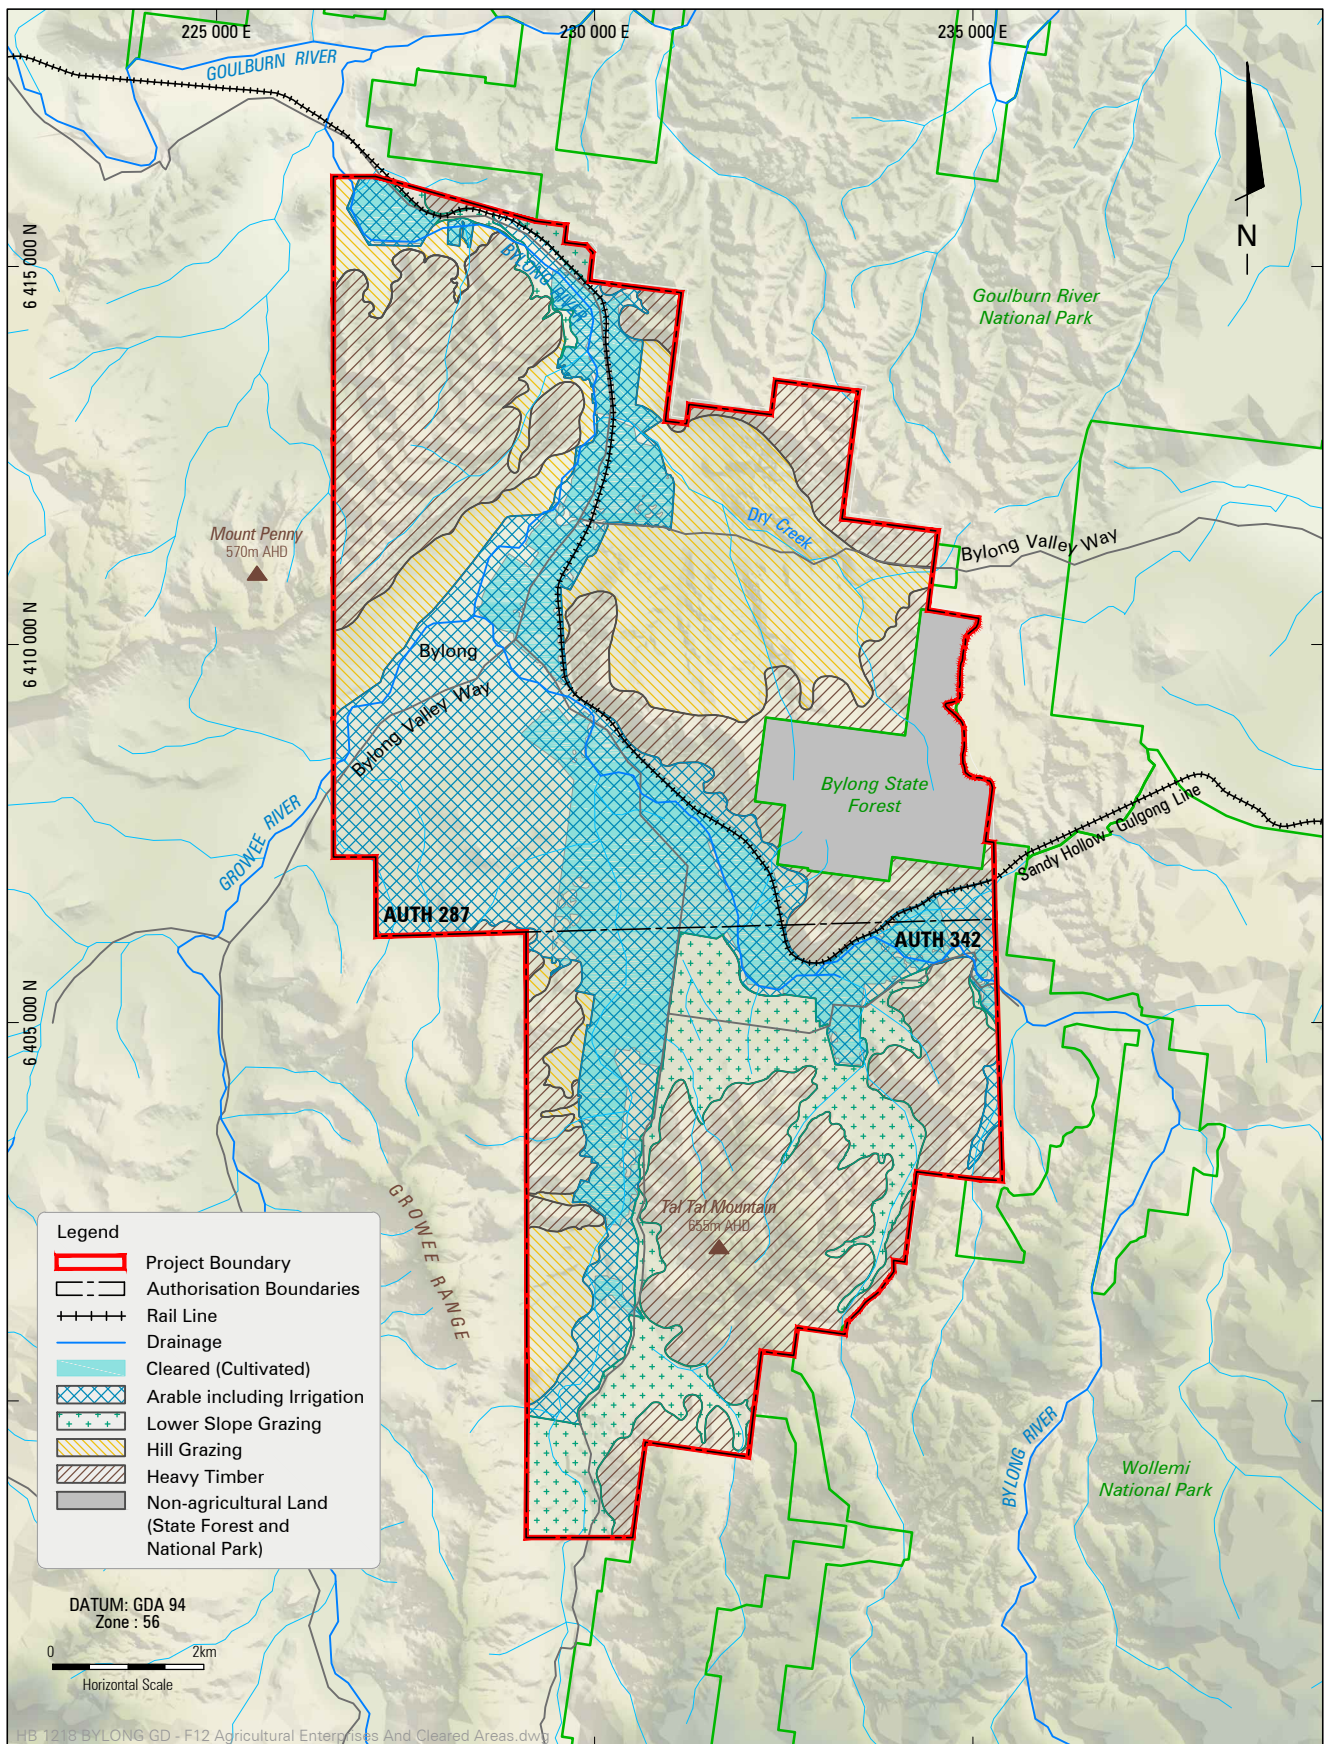 225 000 E
230 000 E
235 000 E
GOULBURN RIVER
6 415 000 N
BYLONG RIVER
N
Goulburn River
National Park
Mount Penny
570m AHD
Dry Creek
Bylong Valley Way
6 410 000 N
Bylong
Bylong Valley Way
Bylong State
Forest
GROWEE RIVER
Sandy Hollow - Gulgong Line
AUTH 287
AUTH 342
6 405 000 N
GROWEE RANGE
Tal Tal Mountain
655m AHD
Legend
Project Boundary
Authorisation Boundaries
Rail Line
Drainage
Cleared (Cultivated)
Arable including Irrigation
Lower Slope Grazing
Hill Grazing
Heavy Timber
Non-agricultural Land
(State Forest and
National Park)
BYLONG RIVER
Wollemi
National Park
DATUM: GDA 94
Zone : 56
0 2km
Horizontal Scale
HB 1218 BYLONG GD - F12 Agricultural Enterprises And Cleared Areas.dwg